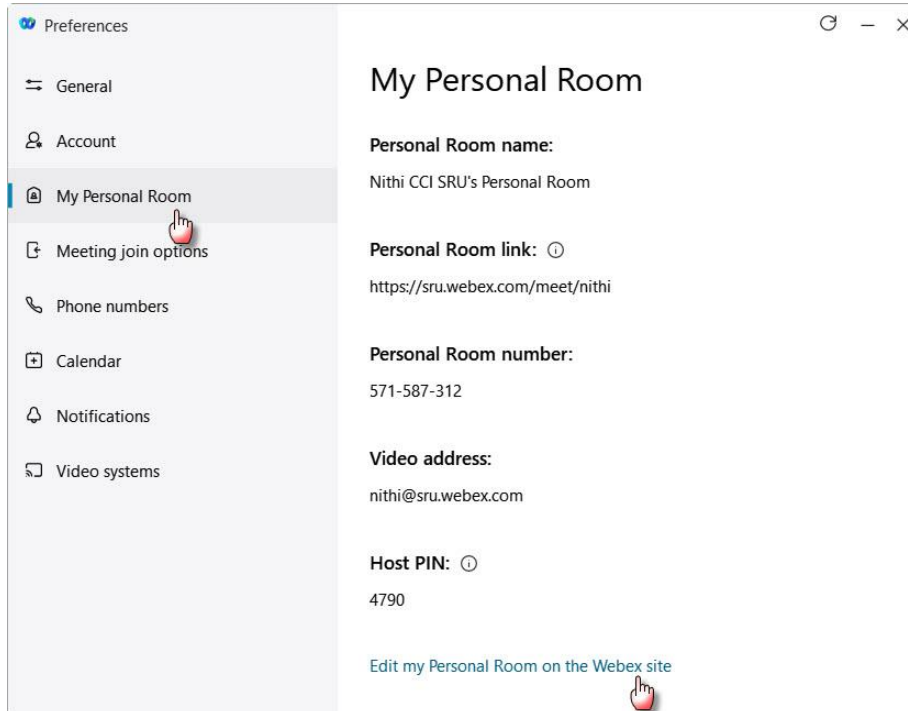 Preferences
General
Account
My Personal Room
Meeting join options
Phone numbers
Calendar
Notifications
Video systems
My Personal Room
Personal Room name:
Nithi CCI SRU's Personal Room
Personal Room link:
https://sru.webex.com/meet/nithi
Personal Room number:
571-587-312
Video address:
nithi@sru.webex.com
Host PIN:
4790
Edit my Personal Room on the Webex site